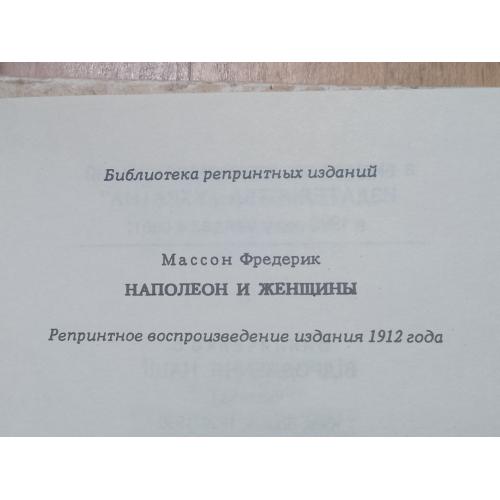 Библиотека репринтных изданий
Массон Фредерик
НАПОЛЕОН И ЖЕНЩИНЫ
Репринтное воспроизведение издания 1912 года